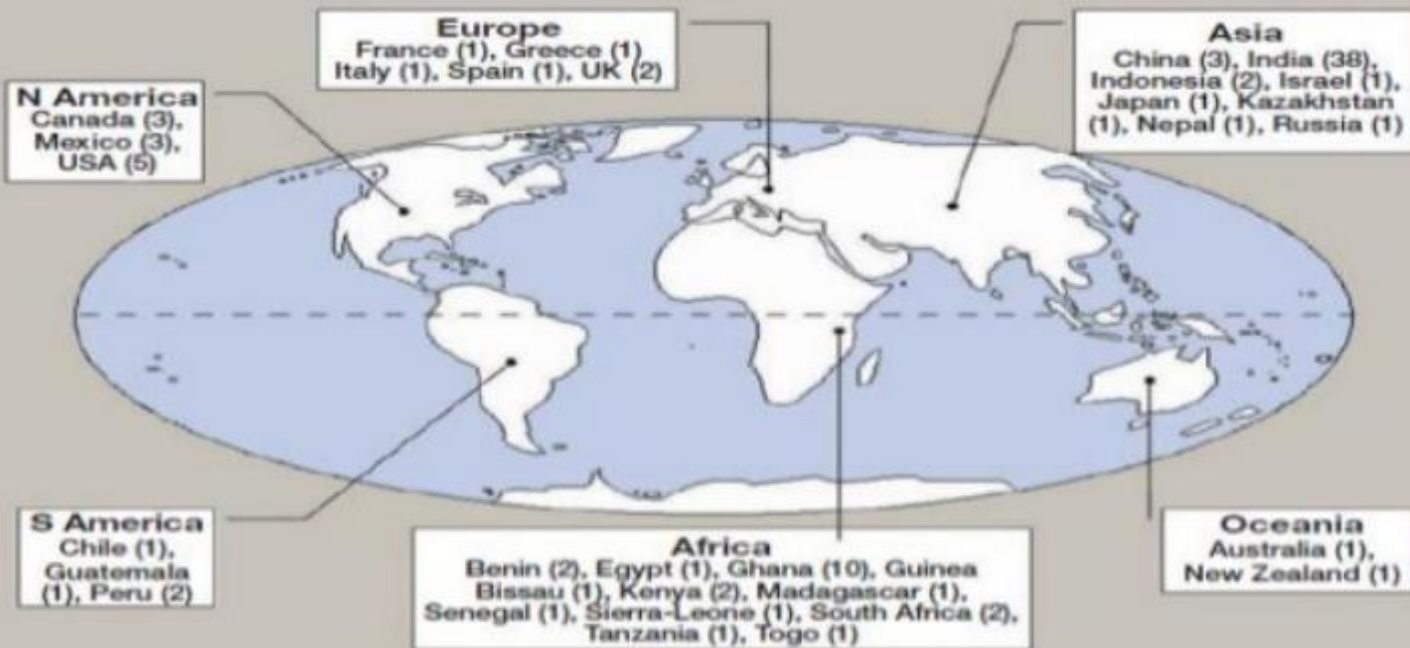 Europe
France (1), Greece (1)
Italy (1), Spain (1), UK (2)
Asia
China (3), India (38),
Indonesia (2), Israel (1),
Japan (1), Kazakhstan
(1), Nepal (1), Russia (1)
N America
Canada (3),
Mexico (3),
USA (5)
S America
Chile (1),
Guatemala
(1), Peru (2)
Africa
Benin (2), Egypt (1), Ghana (10), Guinea
Bissau (1), Kenya (2), Madagascar (1),
Senegal (1), Sierra-Leone (1), South Africa (2),
Tanzania (1), Togo (1)
Oceania
Australia (1),
New Zealand (1)